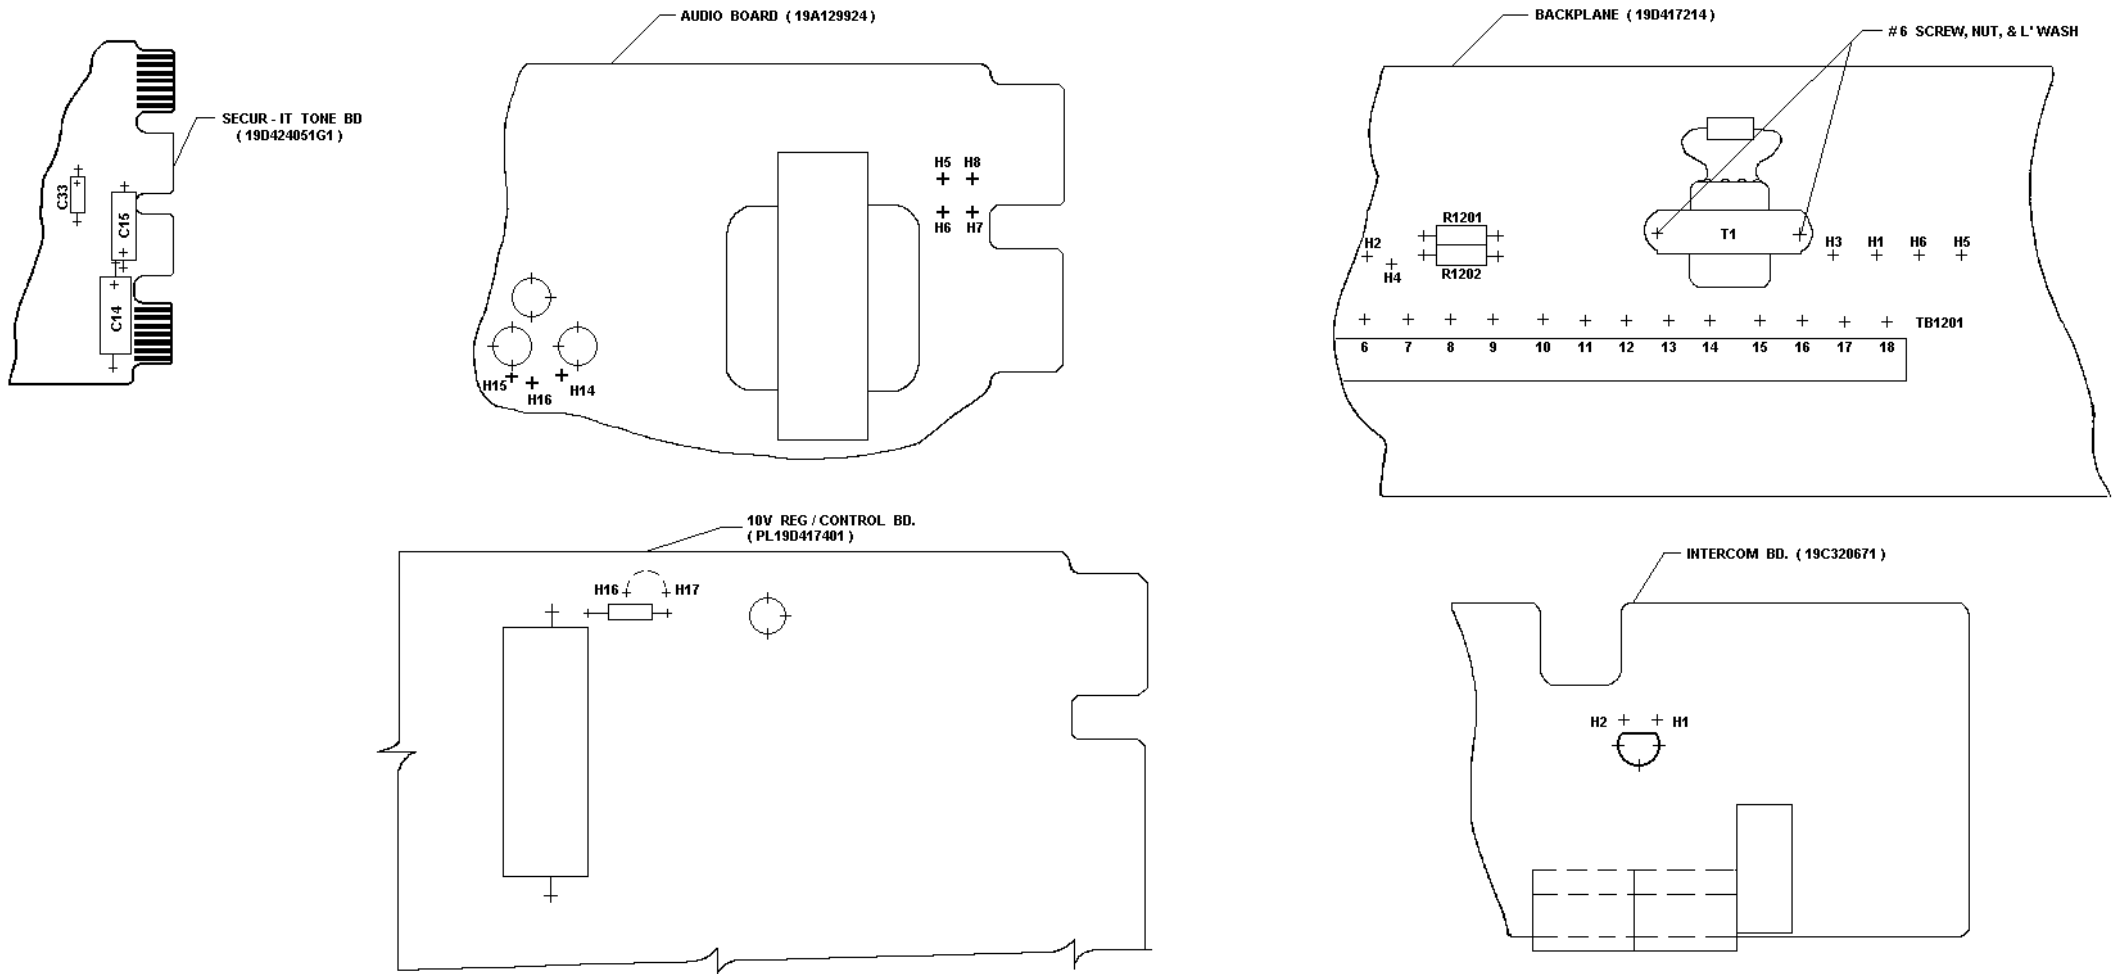 AUDIO BOARD ( 19A129924 )
BACKPLANE ( 19D417214 )
# 6 SCREW, NUT, & L' WASH
SECUR - IT TONE BD
( 19D424051G1 )
C33
C15
C14
H5 H8
H6 H7
H15
H16
H14
R1201
R1202
H2
H4
T1
H3 H1 H6 H5
TB1201
6 7 8 9 10 11 12 13 14 15 16 17 18
10V REG / CONTROL BD.
( PL19D417401 )
H16 H17
INTERCOM BD. ( 19C320671 )
H2 H1